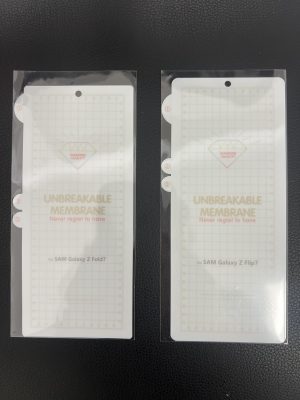 UNBREAKABLE
MEMBRANE
Never regret to have
for SAM Galaxy Z Fold7
UNBREAKABLE
MEMBRANE
Never regret to have
for SAM Galaxy Z Flip7